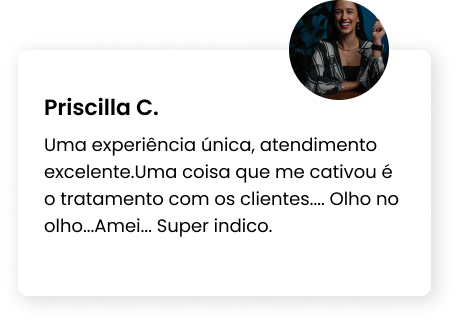 Priscilla C.
Uma experiência única, atendimento
excelente.Uma coisa que me cativou é
o tratamento com os clientes.... Olho no
olho...Amei... Super indico.